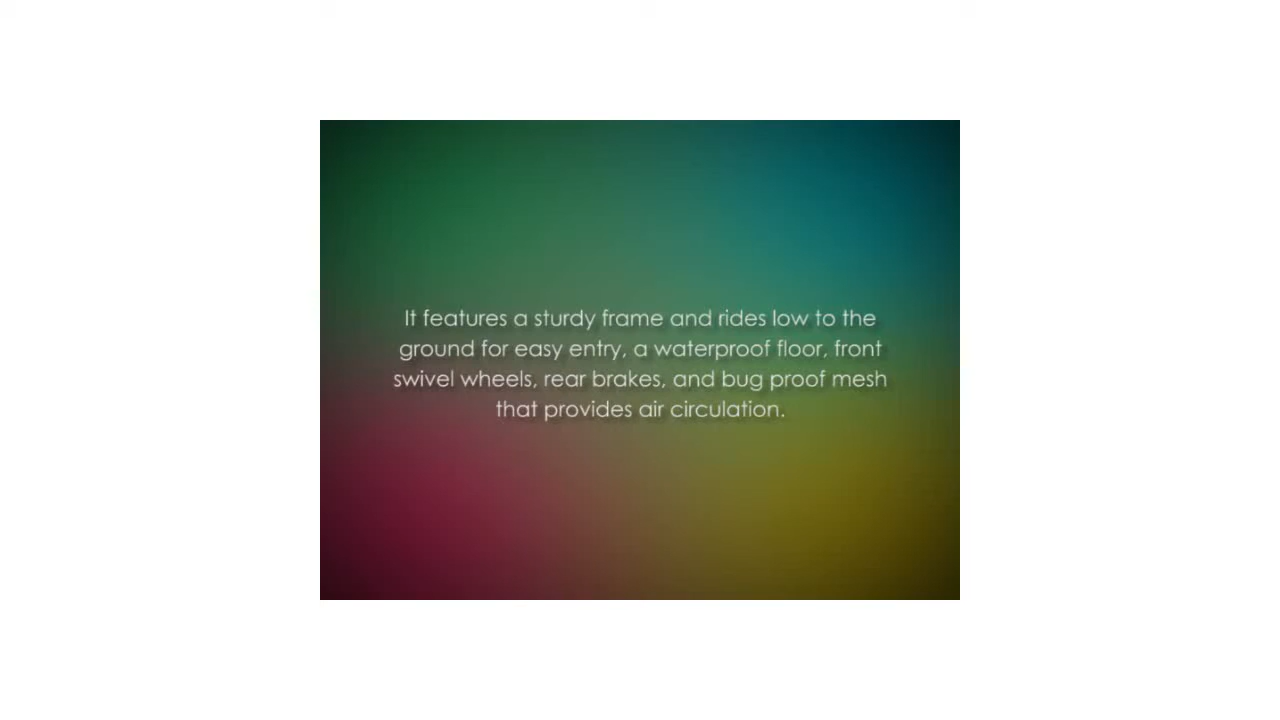 It features a sturdy frame and rides low to the
ground for easy entry, a waterproof floor, front
swivel wheels, rear brakes, and bug proof mesh
that provides air circulation.